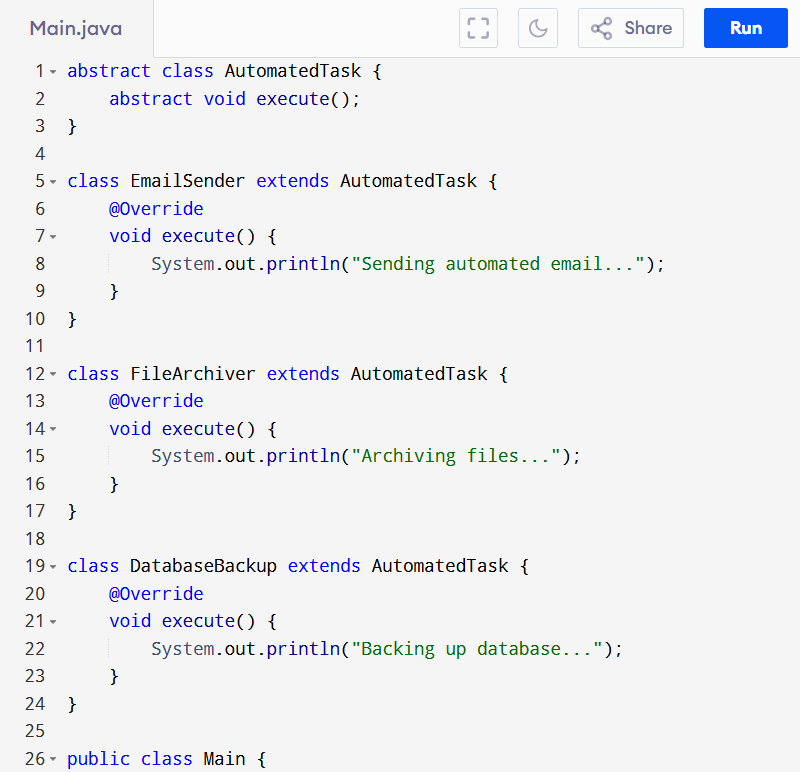 Main.java
Share
Run
1 abstract class AutomatedTask {
2     abstract void execute();
3 }
4
5 class EmailSender extends AutomatedTask {
6     @Override
7     void execute() {
8         System.out.println("Sending automated email...");
9     }
10 }
11
12 class FileArchiver extends AutomatedTask {
13     @Override
14     void execute() {
15         System.out.println("Archiving files...");
16     }
17 }
18
19 class DatabaseBackup extends AutomatedTask {
20     @Override
21     void execute() {
22         System.out.println("Backing up database...");
23     }
24 }
25
26 public class Main {